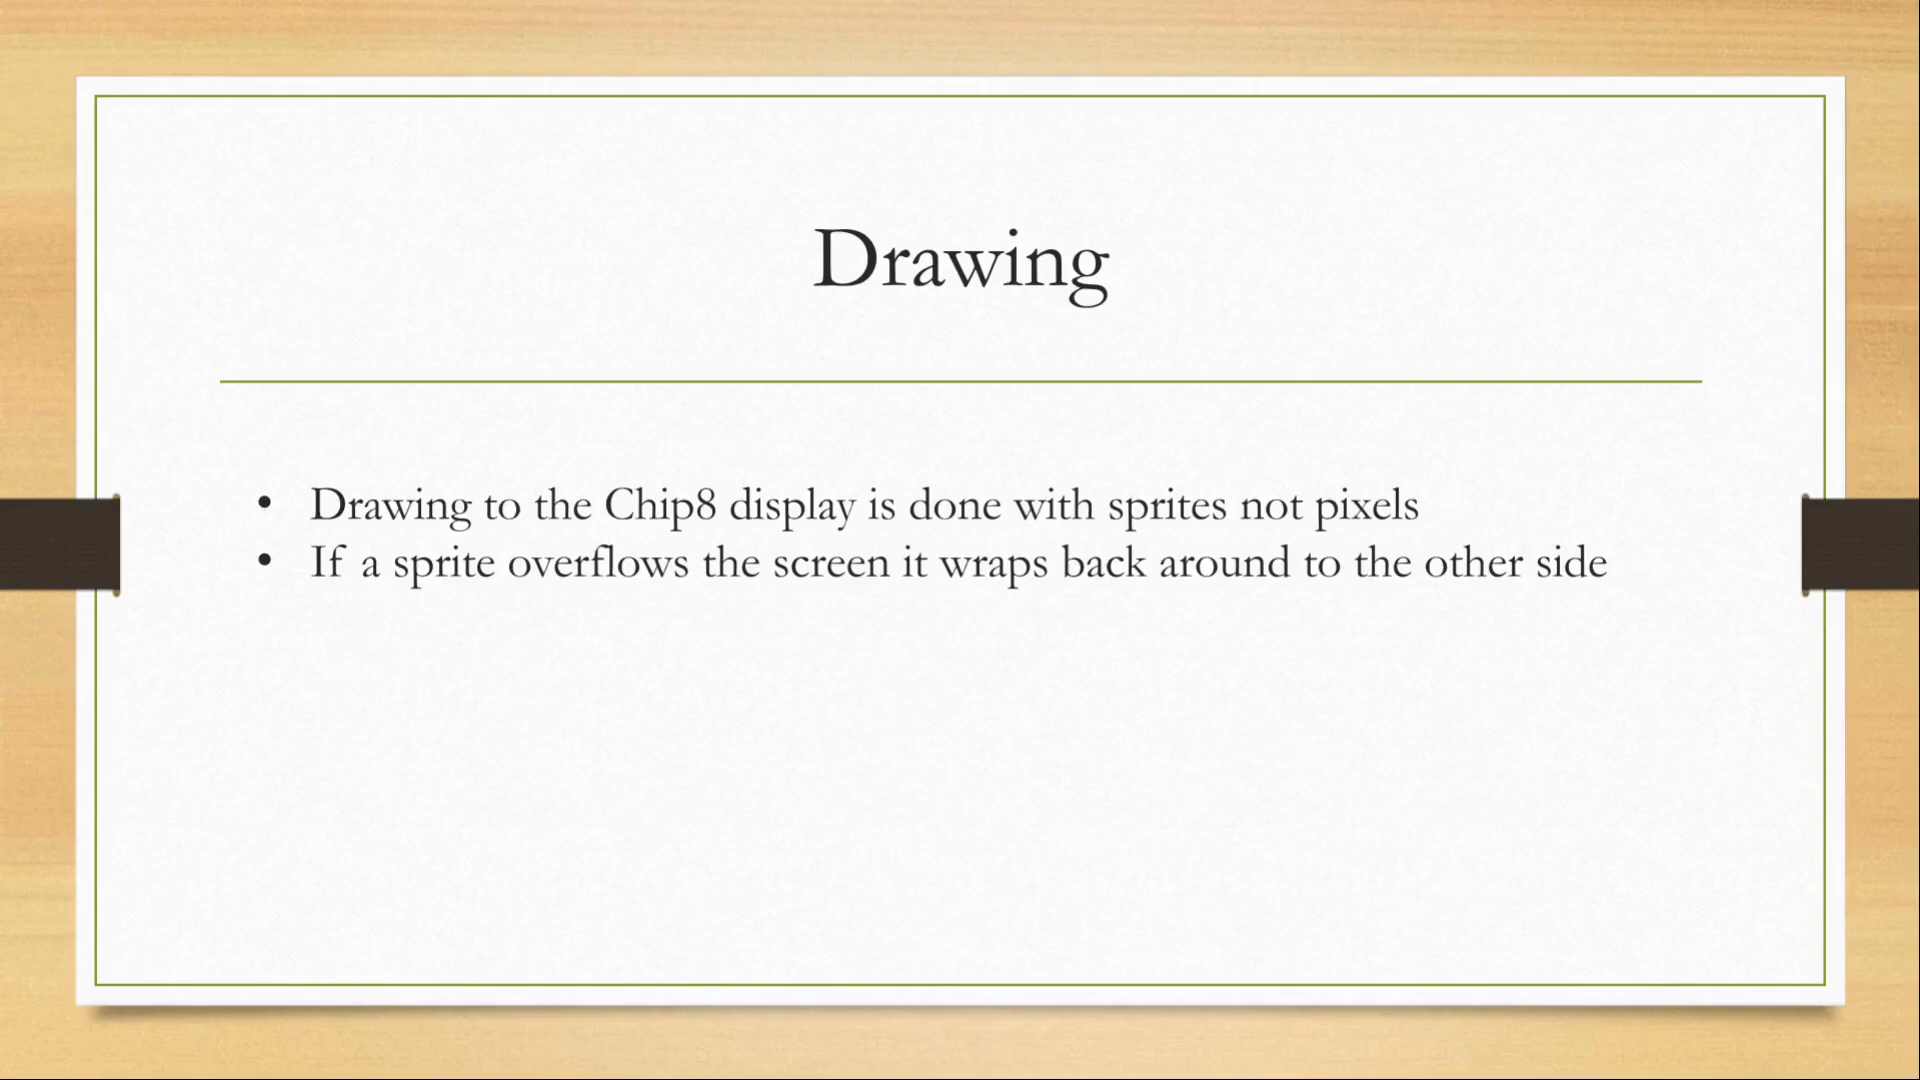 Drawing
• Drawing to the Chip8 display is done with sprites not pixels
• If a sprite overflows the screen it wraps back around to the other side